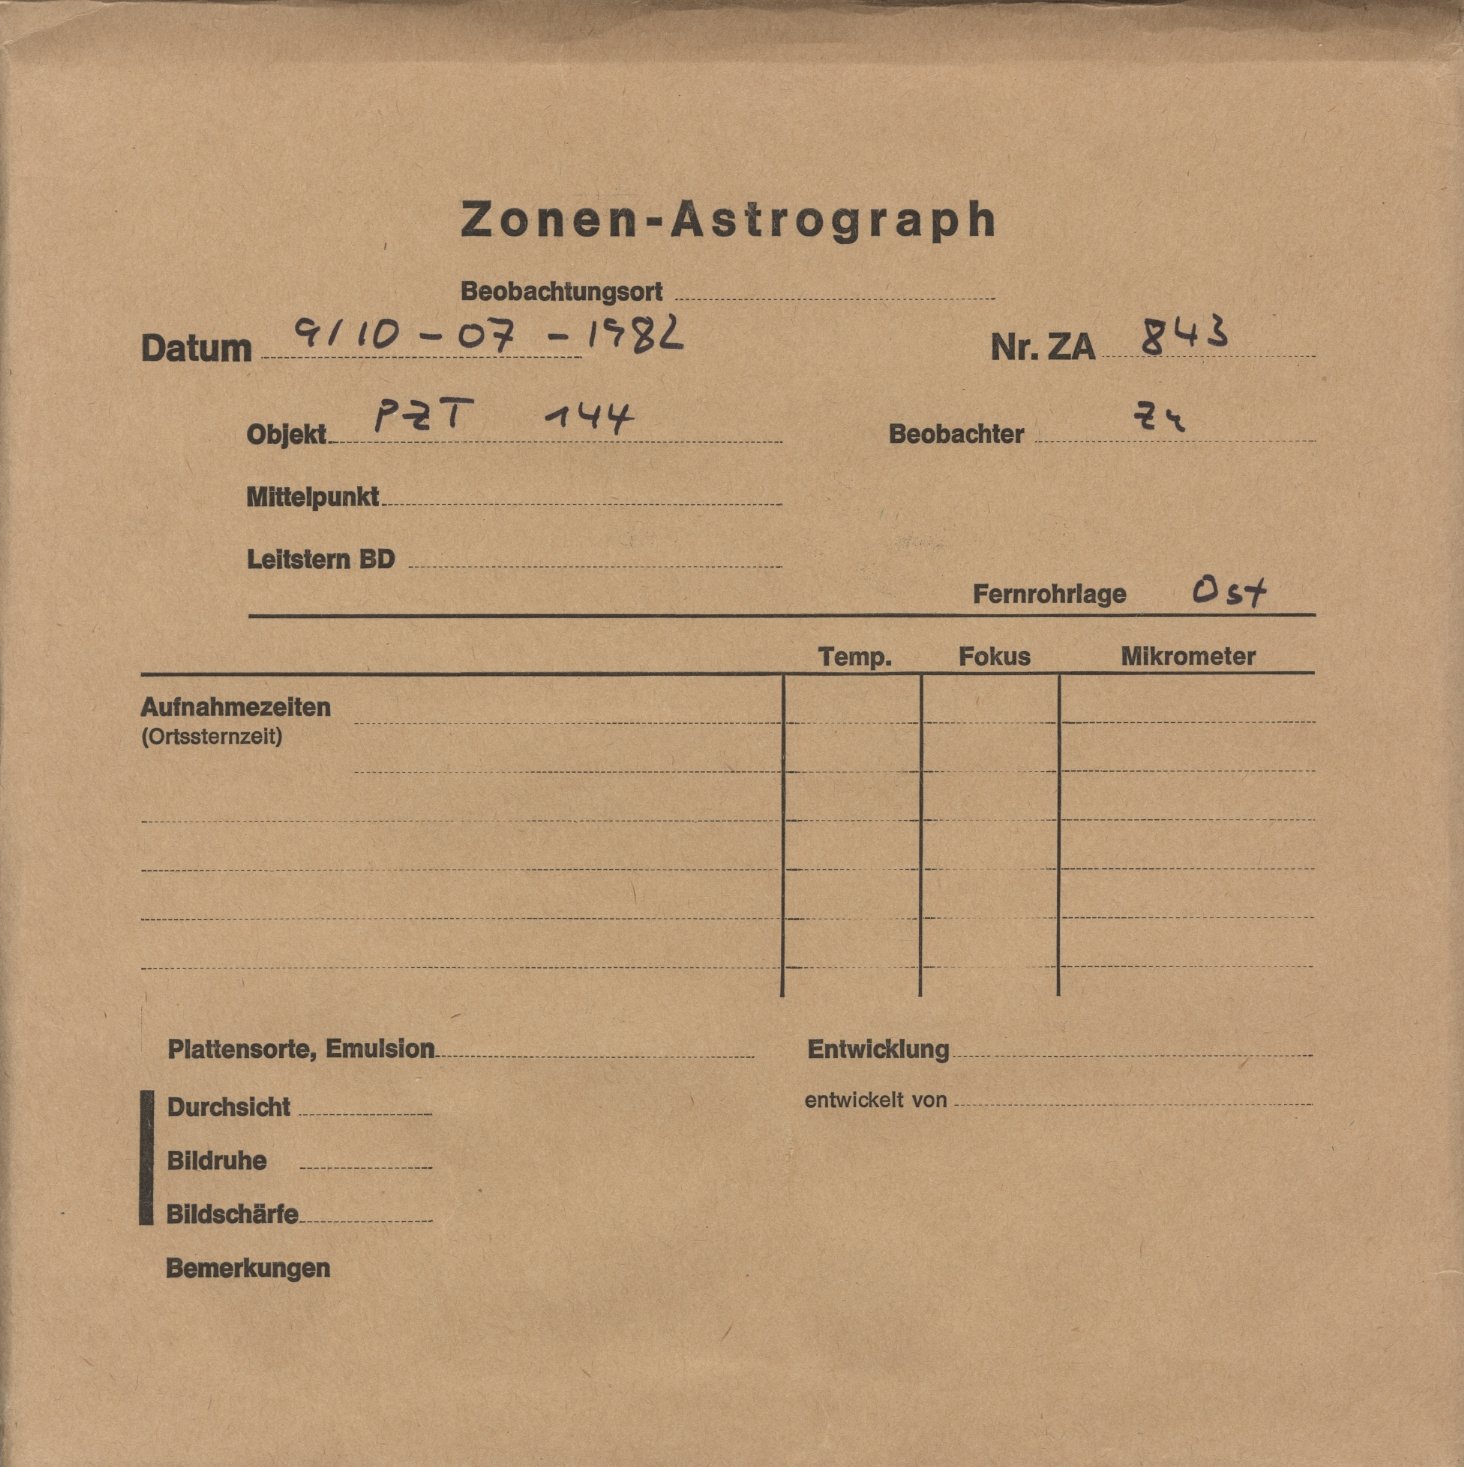 Zonen-Astrograph
Beobachtungsort
Datum 9/10 - 07 - 1982 Nr. ZA 843
Objekt PZT 144 Beobachter Zr
Mittelpunkt
Leitstern BD
Fernrohrlage Ost
Temp. Fokus Mikrometer
Aufnahmezeiten
(Ortssternzeit)
Plattensorte, Emulsion Entwicklung
Durchsicht entwickelt von
Bildruhe
Bildschärfe
Bemerkungen